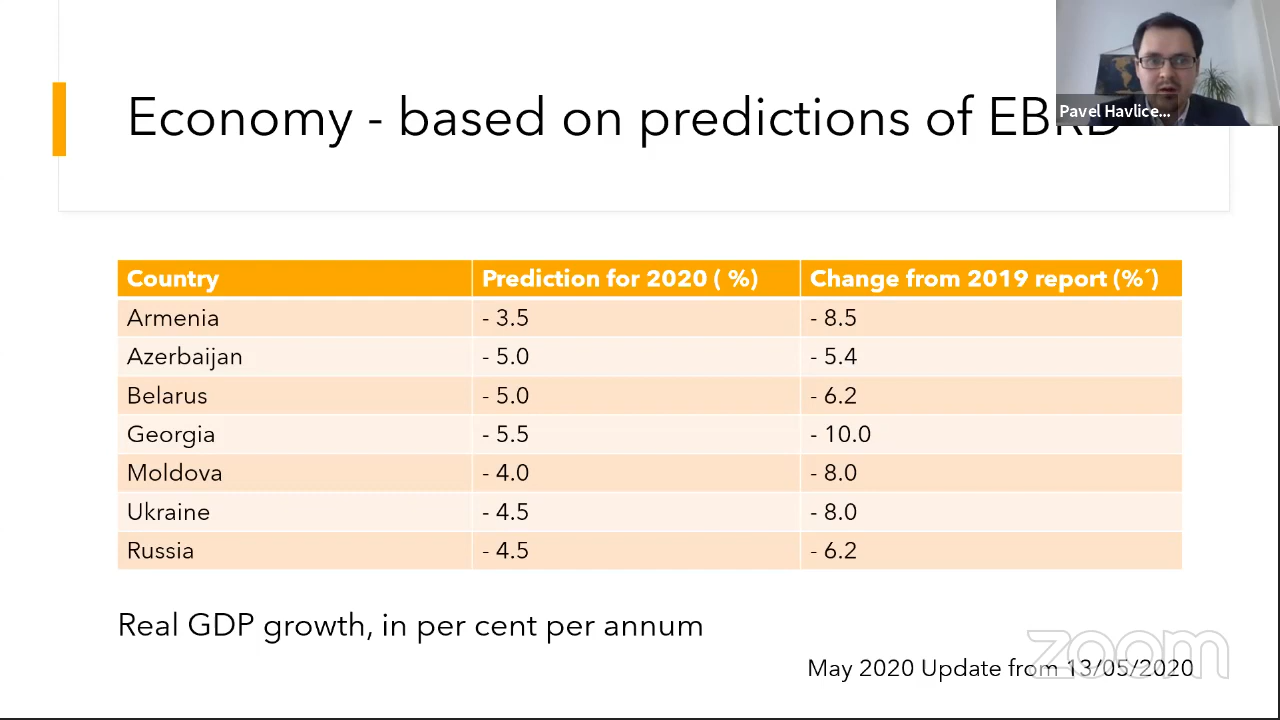 Economy - based on predictions of EBRD
Pavel Havlice...
Country Prediction for 2020 ( %) Change from 2019 report (%´)
Armenia - 3.5 - 8.5
Azerbaijan - 5.0 - 5.4
Belarus - 5.0 - 6.2
Georgia - 5.5 - 10.0
Moldova - 4.0 - 8.0
Ukraine - 4.5 - 8.0
Russia - 4.5 - 6.2
Real GDP growth, in per cent per annum
zoom
May 2020 Update from 13/05/2020